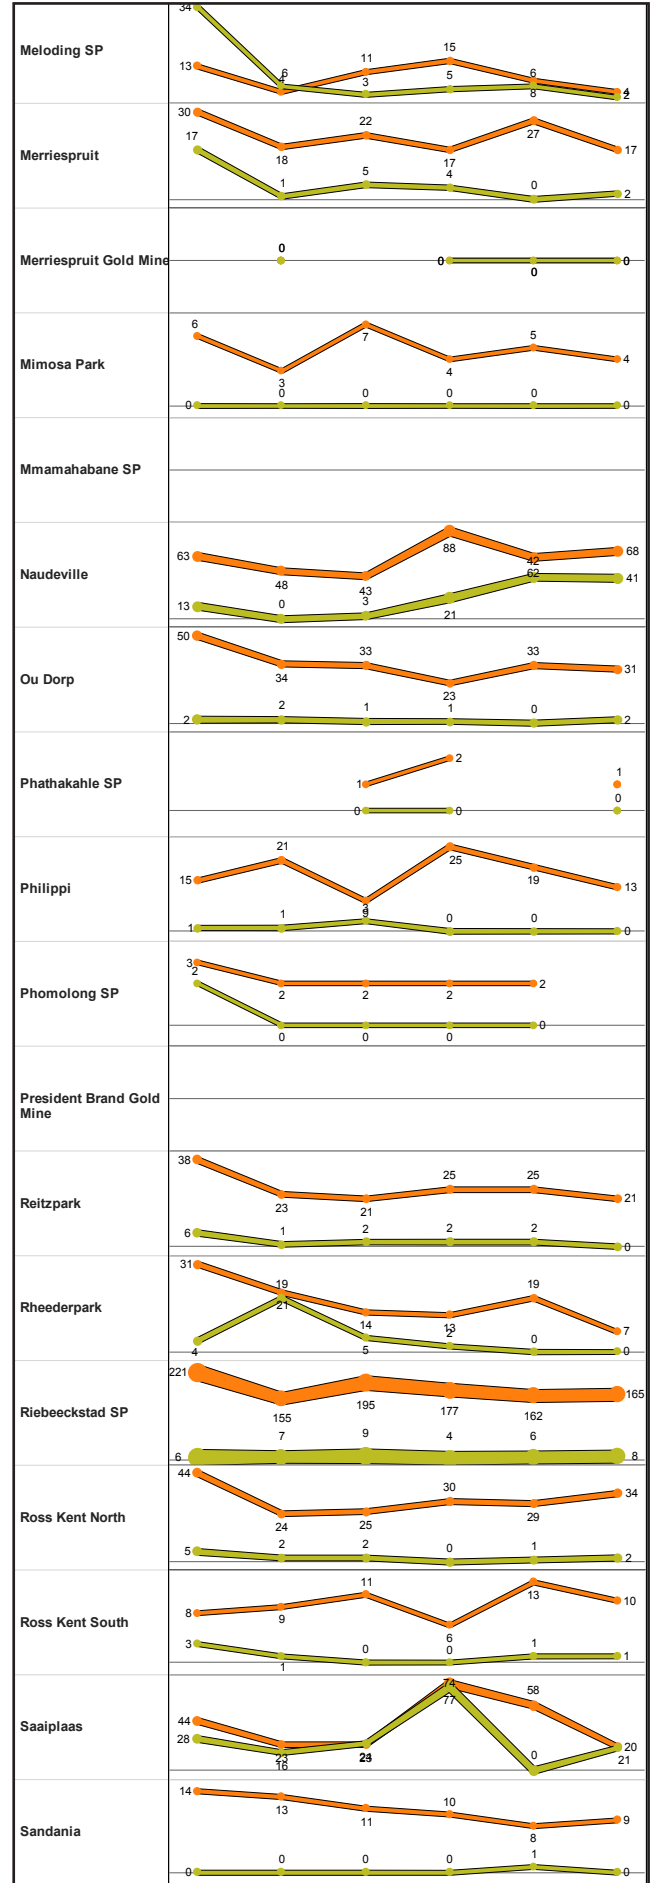 34
Meloding SP
13 6 4 11 3 15 5 6 8 4 2
30
Merriespruit
17 18 1 22 5 17 4 27 0 17 2
Merriespruit Gold Mine
0 0 0 0
6
Mimosa Park
3 7 4 5 4
0 0 0 0 0 0
Mmamahabane SP
Naudeville
63 48 43 88 42 68
13 0 3 21 62 41
Ou Dorp
50 34 33 23 33 31
2 2 1 1 0 2
Phathakahle SP
1 2 1
0 0 0
Philippi
15 21 3 25 19 13
1 1 9 0 0 0
Phomolong SP
3 2 2 2 2
2 0 0 0 0
President Brand Gold
Mine
Reitzpark
38 23 21 25 25 21
6 1 2 2 2 0
Rheederpark
31 19 14 13 19 7
4 21 5 2 0 0
Riebeeckstad SP
221 155 195 177 162 165
6 7 9 4 6 8
Ross Kent North
44 24 25 30 29 34
5 2 2 0 1 2
Ross Kent South
8 9 11 6 13 10
3 1 0 0 1 1
Saaiplaas
44 23 24 74 58 20
28 16 77 0 21
Sandania
14 13 11 10 8 9
0 0 0 0 1 0